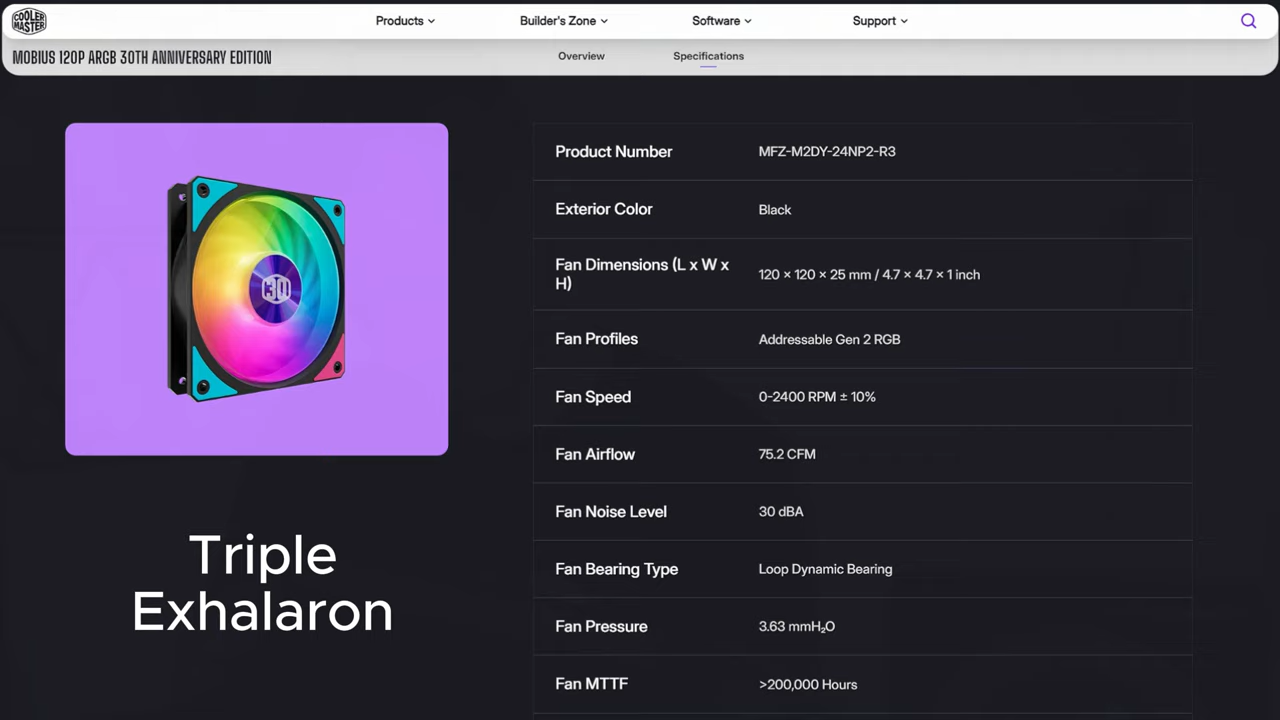 COOLER
MASTER
Products
Builder's Zone
Software
Support
MOBIUS 120P ARGB 30TH ANNIVERSARY EDITION
Overview
Specifications
30
Triple
Exhalaron
Product Number MFZ-M2DY-24NP2-R3
Exterior Color Black
Fan Dimensions (L x W x
H) 120 x 120 x 25 mm / 4.7 x 4.7 x 1 inch
Fan Profiles Addressable Gen 2 RGB
Fan Speed 0-2400 RPM ± 10%
Fan Airflow 75.2 CFM
Fan Noise Level 30 dBA
Fan Bearing Type Loop Dynamic Bearing
Fan Pressure 3.63 mmH₂O
Fan MTTF >200,000 Hours